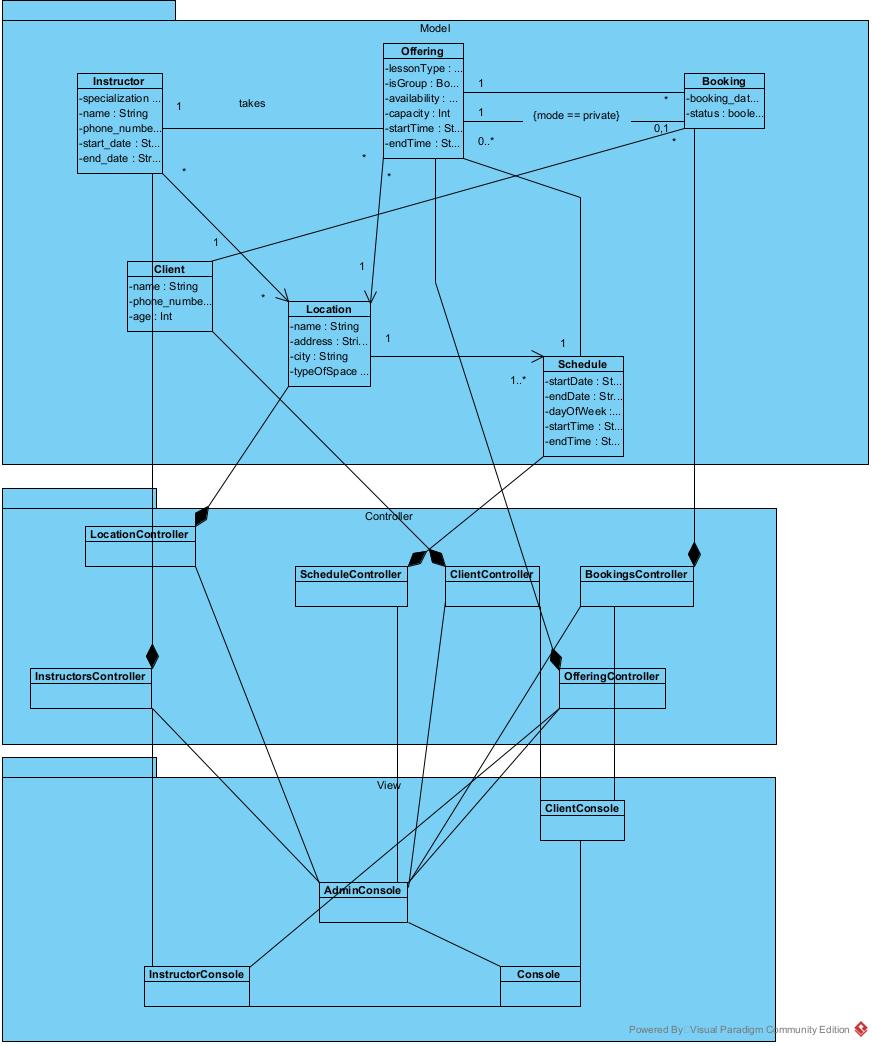 Model
Offering
-lessonType : ...
-isGroup : Bo...
-availability : ...
-capacity : Int
-startTime : St...
-endTime : St...
Instructor
-specialization ...
-name : String
-phone_numbe...
-start_date : St...
-end_date : Str...
Booking
-booking_dat...
-status : boole...
1
takes
*
1
*
1
{mode == private}
0,1
0..*
*
*
*
1
1
*
Client
-name : String
-phone_numbe...
-age : Int
Location
-name : String
-address : Stri...
-city : String
-typeOfSpace ...
1
1
1..*
Schedule
-startDate : St...
-endDate : Str...
-dayOfWeek :...
-startTime : St...
-endTime : St...
Controller
LocationController
ScheduleController
ClientController
BookingsController
InstructorsController
OfferingController
View
ClientConsole
AdminConsole
InstructorConsole
Console
Powered By Visual Paradigm Community Edition